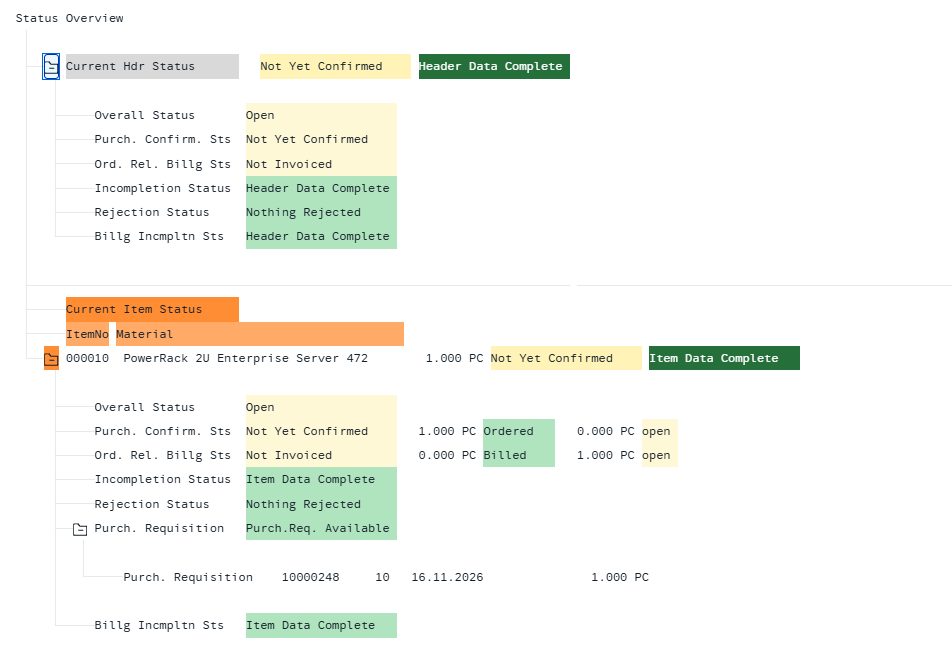 Status Overview
Current Hdr Status Not Yet Confirmed Header Data Complete
Overall Status Open
Purch. Confirm. Sts Not Yet Confirmed
Ord. Rel. Billg Sts Not Invoiced
Incompletion Status Header Data Complete
Rejection Status Nothing Rejected
Billg Incmpltn Sts Header Data Complete
Current Item Status
ItemNo Material
000010 PowerRack 2U Enterprise Server 472 1.000 PC Not Yet Confirmed Item Data Complete
Overall Status Open
Purch. Confirm. Sts Not Yet Confirmed 1.000 PC Ordered 0.000 PC open
Ord. Rel. Billg Sts Not Invoiced 0.000 PC Billed 1.000 PC open
Incompletion Status Item Data Complete
Rejection Status Nothing Rejected
Purch. Requisition Purch.Req. Available
Purch. Requisition 10000248 10 16.11.2026 1.000 PC
Billg Incmpltn Sts Item Data Complete